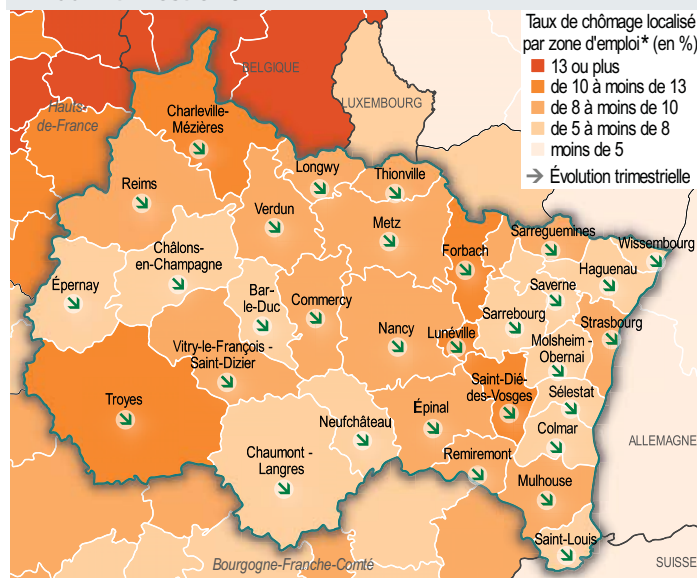 Taux de chômage localisé
par zone d'emploi* (en %)
13 ou plus
de 10 à moins de 13
de 8 à moins de 10
de 5 à moins de 8
moins de 5
Évolution trimestrielle
BELGIQUE
LUXEMBOURG
Hauts-
de-France
Charleville-
Mézières
Longwy
Thionville
Reims
Verdun
Metz
Sarreguemines
Wissembourg
Forbach
Châlons-
en-Champagne
Haguenau
Épernay
Bar-
le-Duc
Commercy
Saverne
Sarrebourg
Strasbourg
Nancy
Lunéville
Molsheim -
Obernai
Vitry-le-François -
Saint-Dizier
Saint-Dié-
des-Vosges
Sélestat
Troyes
Épinal
Neufchâteau
Colmar
ALLEMAGNE
Chaumont -
Langres
Remiremont
Mulhouse
Saint-Louis
Bourgogne-Franche-Comté
SUISSE